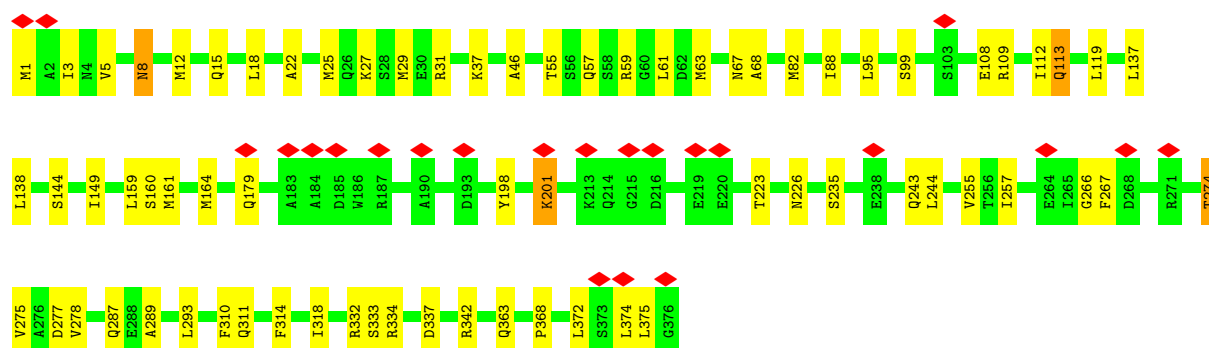 M1 A2 I3 N4 V5 N8 M12 Q15 L18 A22 M25 Q26 K27 S28 M29 E30 R31 K37 A46 T55 S56 Q57 S58 R59 G60 L61 D62 M63 N67 A68 M82 I88 L95 S99 S103 E108 R109 I112 Q113 L119 L137
L138 S144 I149 L159 S160 M161 M164 Q179 A183 A184 D185 W186 R187 A190 D193 Y198 K201 K213 Q214 G215 D216 E219 E220 T223 N226 S235 E238 Q243 L244 V255 T256 I257 E264 I265 G266 F267 D268 R271 T274
V275 A276 D277 V278 Q287 E288 A289 L293 F310 Q311 F314 I318 R332 S333 R334 D337 R342 Q363 P368 L372 S373 L374 L375 G376